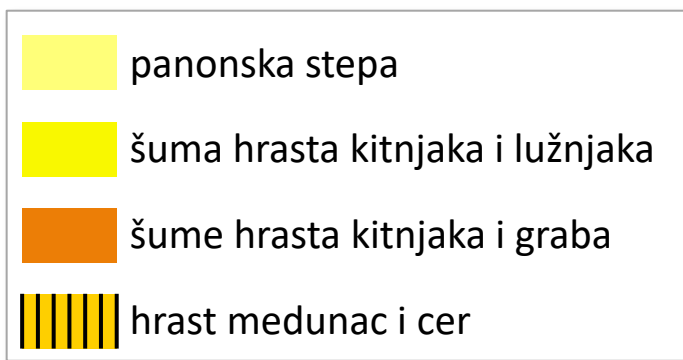 panonska stepa
šuma hrasta kitnjaka i lužnjaka
šume hrasta kitnjaka i graba
hrast medunac i cer